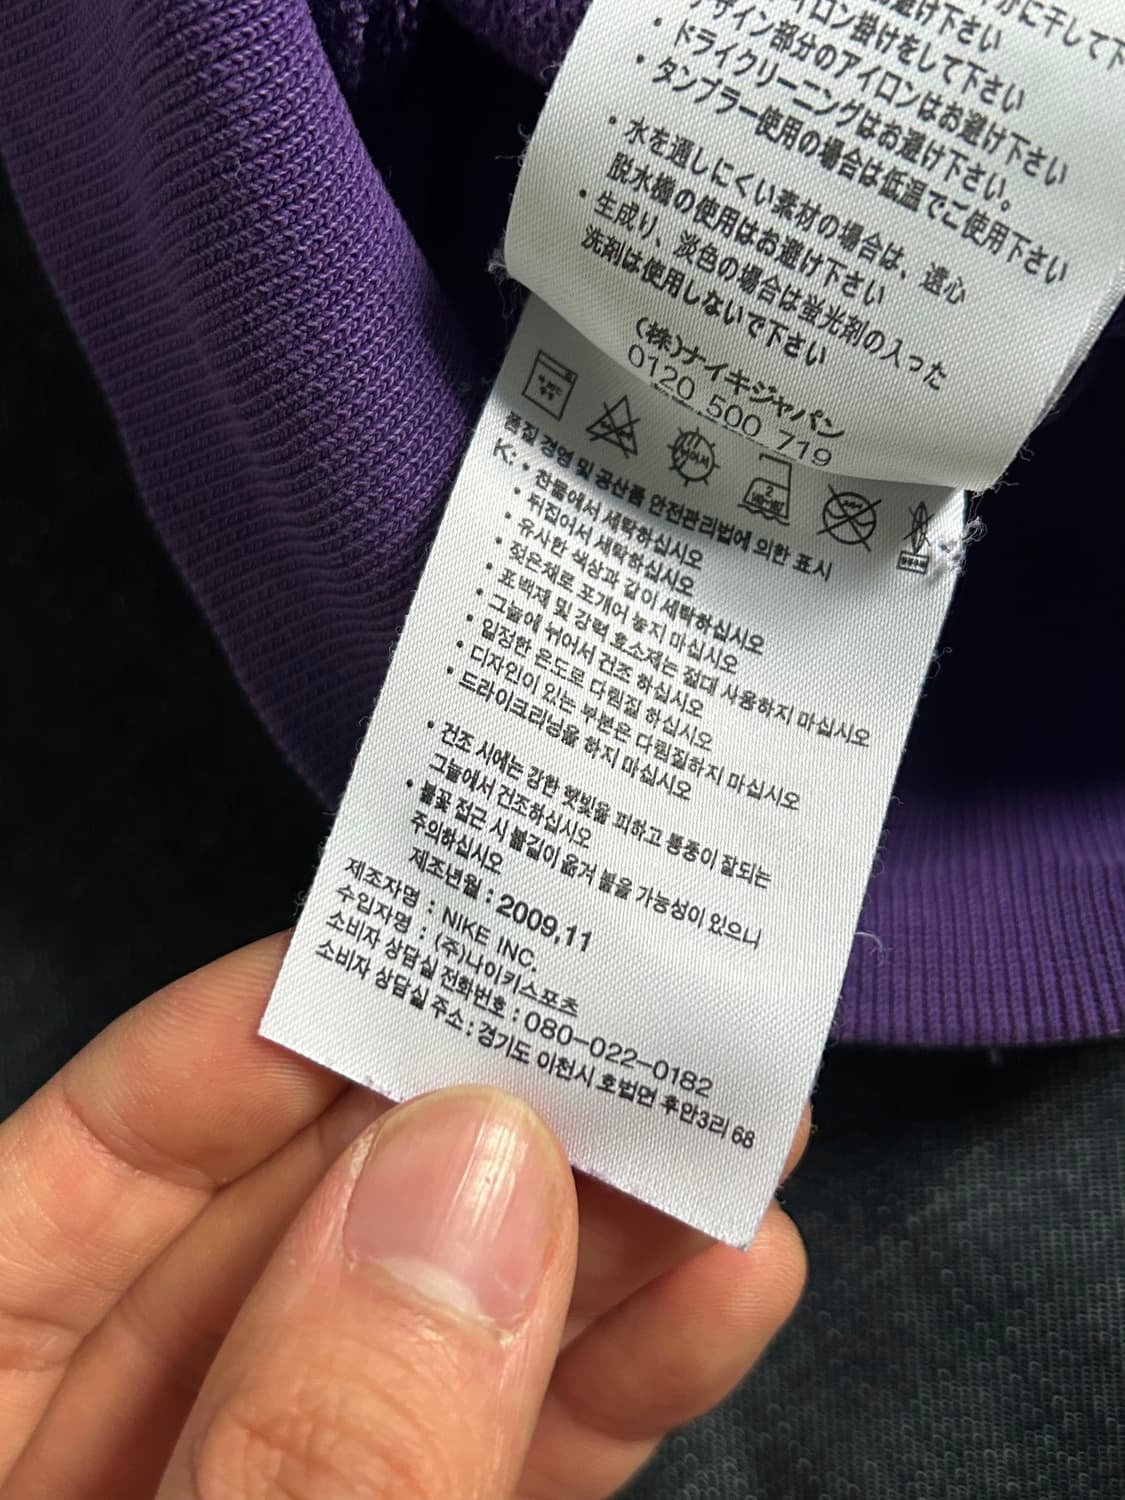 かに干して下
お避け下さい
アイロン掛けをして下さい
デザイン部分のアイロンはお避け下さい
・ドライクリーニングはお避け下さい。
・タンブラー使用の場合は低温でご使用下さい
・水を通しにくい素材の場合は、遠心
脱水機の使用はお避け下さい
・生成り、淡色の場合は蛍光剤の入った
洗剤は使用しないで下さい
(株)ナイキジャパン
0120 500 719
품질 경영 및 공산품 안전관리법에 의한 표시
K: • 찬물에서 세탁하십시오
• 뒤집어서 세탁하십시오
• 유사한 색상과 같이 세탁하십시오
• 젖은채로 포개어 놓지 마십시오
• 표백제 및 강력 효소제는 절대 사용하지 마십시오
• 그늘에 뉘어서 건조 하십시오
• 일정한 온도로 다림질 하십시오
• 디자인이 있는 부분은 다림질하지 마십시오
• 드라이크리닝을 하지 마십시오
• 건조 시에는 강한 햇빛을 피하고 통풍이 잘되는
그늘에서 건조하십시오
• 불꽃 접근 시 불길이 옮겨 붙을 가능성이 있으니
주의하십시오
제조년월 : 2009.11
제조자명 : NIKE INC.
수입자명 : (주)나이키스포츠
소비자 상담실 전화번호 : 080-022-0182
소비자 상담실 주소 : 경기도 이천시 호법면 후안3리 68